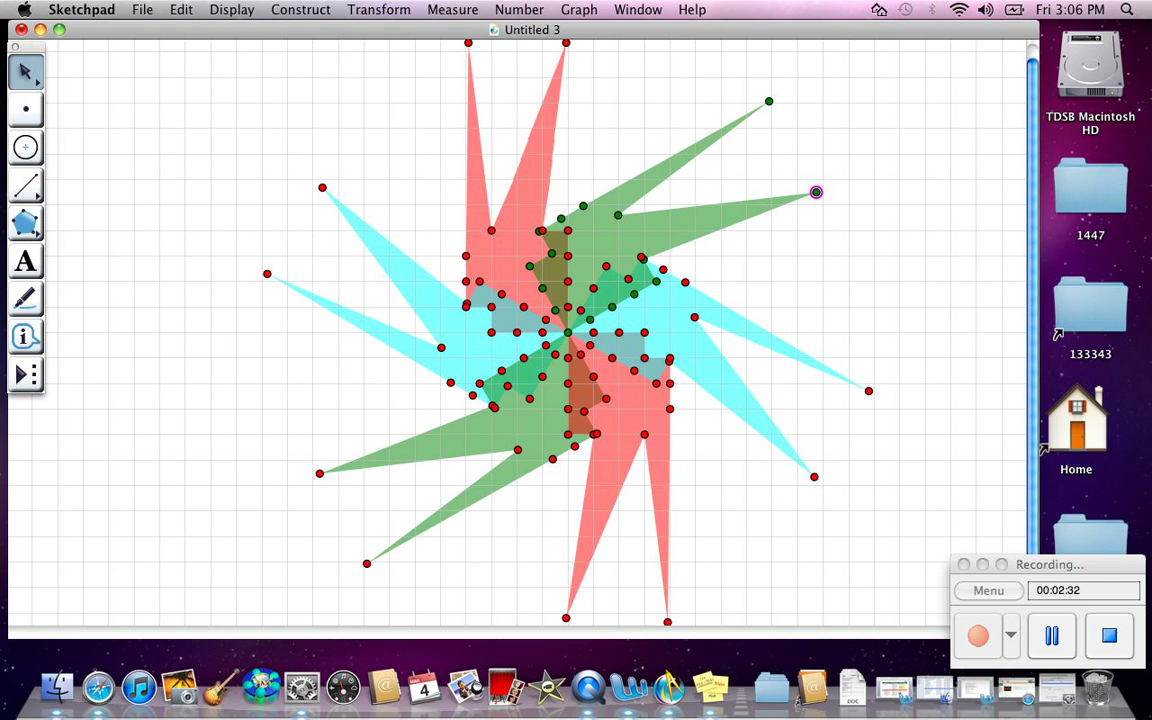 Sketchpad File Edit Display Construct Transform Measure Number Graph Window Help Fri 3:06 PM
Untitled 3
TDSB Macintosh
HD
1447
133343
Home
A
Recording...
Menu 00:02:32
4
DOC